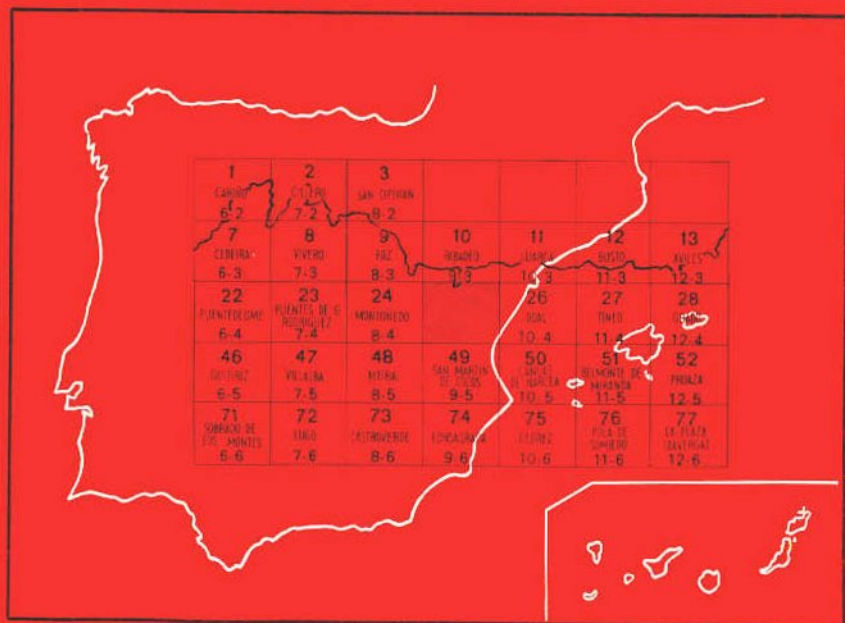 1 2 3
CARIÑO CILLERO SAN CIPRIAN
6-2 7-2 8-2
7 8 9 10 11 12 13
CEDEIRA VIVERO FOZ RIBADEO LUARCA BUSTO AVILES
6-3 7-3 8-3 9-3 10-3 11-3 12-3
22 23 24 26 27 28
PUENTEDEUME PUENTES DE G. RODRIGUEZ MONDOÑEDO BOAL TINEO
6-4 7-4 8-4 10-4 11-4 12-4
46 47 48 49 50 51 52
VILLALBA MEIRA SAN MARTIN DE OSCOS CANGAS DE NARCEA BELMONTE DE MIRANDA PROAZA
6-5 7-5 8-5 9-5 10-5 11-5 12-5
71 72 73 74 75 76 77
SOBRADO DE LOS MONJES LUGO CASTROVERDE FONSAGRADA POLA DE SOMIEDO LA PLAZA (TEVERGA)
6-6 7-6 8-6 9-6 10-6 11-6 12-6